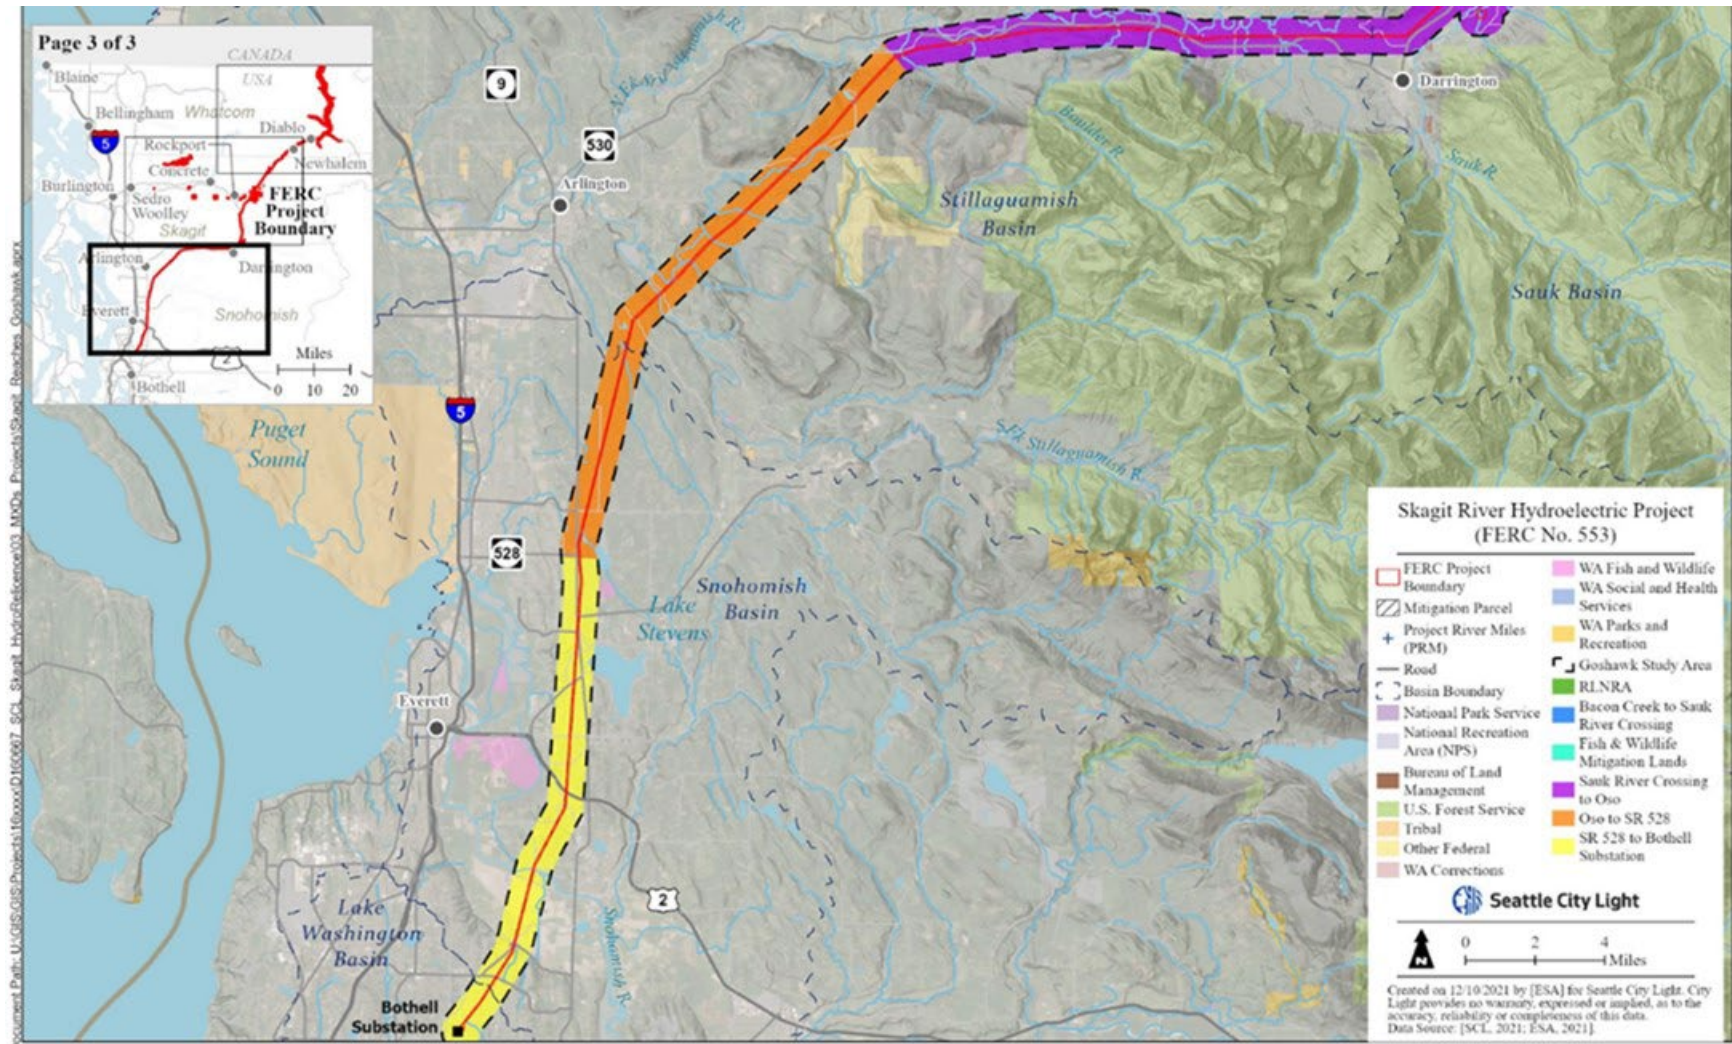 Page 3 of 3
CANADA
USA
Blaine
Bellingham
Whatcom
5
Diablo
Rockport
Newhalem
Concrete
Burlington
Sedro
Woolley
FERC
Project
Boundary
Skagit
Arlington
Darrington
Everett
Snohomish
2
Miles
0 10 20
Bothell
9
530
Arlington
Darrington
Boulder R.
Sauk R.
Stillaguamish
Basin
Sauk Basin
5
Puget
Sound
S Fk Stillaguamish R.
528
Snohomish
Basin
Lake
Stevens
Everett
2
Lake
Washington
Basin
Snohomish R.
Bothell
Substation
Skagit River Hydroelectric Project
(FERC No. 553)
FERC Project
Boundary
Mitigation Parcel
Project River Miles
(PRM)
Road
Basin Boundary
National Park Service
National Recreation
Area (NPS)
Bureau of Land
Management
U.S. Forest Service
Tribal
Other Federal
WA Corrections
WA Fish and Wildlife
WA Social and Health
Services
WA Parks and
Recreation
Goshawk Study Area
RLNRA
Bacon Creek to Sauk
River Crossing
Fish & Wildlife
Mitigation Lands
Sauk River Crossing
to Oso
Oso to SR 528
SR 528 to Bothell
Substation
Seattle City Light
N
0 2 4
Miles
Created on 12/10/2021 by [ESA] for Seattle City Light. City
Light provides no warranty, expressed or implied, as to the
accuracy, reliability or completeness of this data.
Data Source: [SCL, 2021; ESA, 2021].